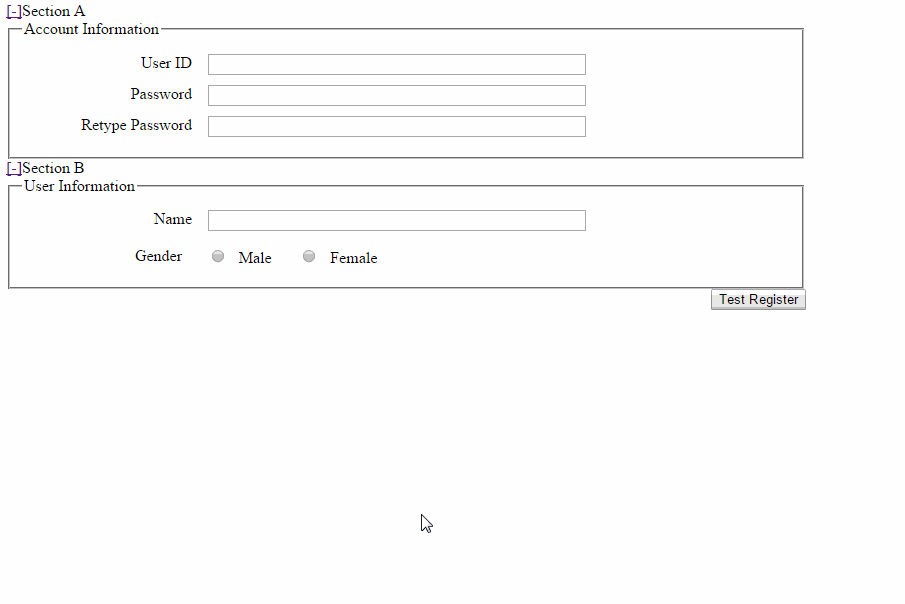 [-]Section A
Account Information
User ID
Password
Retype Password
[-]Section B
User Information
Name
Gender Male Female
Test Register